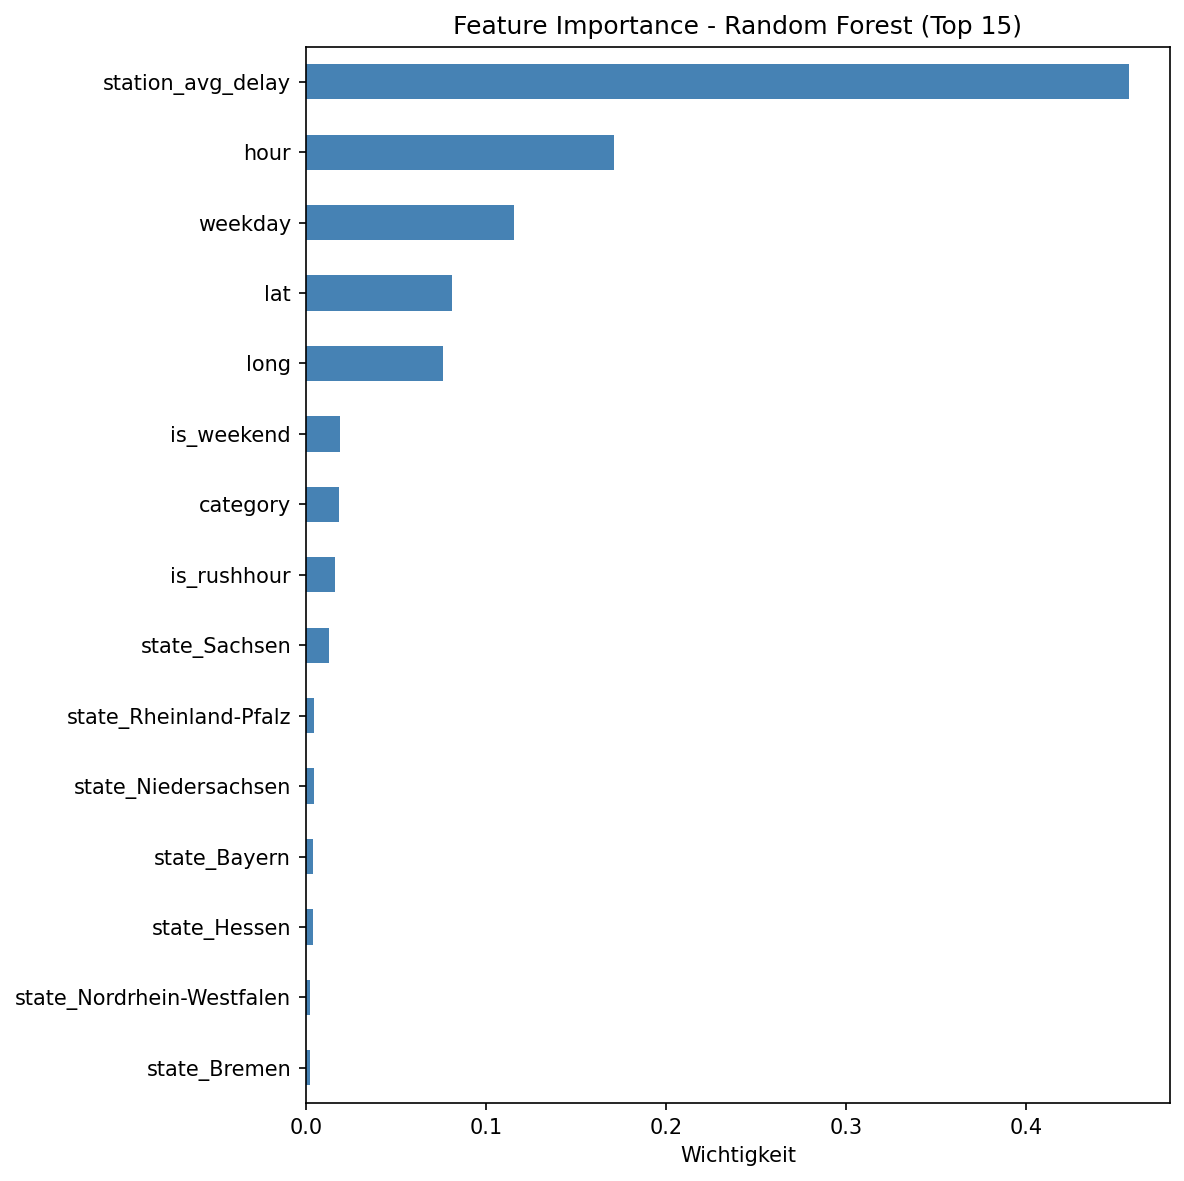 Feature Importance - Random Forest (Top 15)
station_avg_delay
hour
weekday
lat
long
is_weekend
category
is_rushhour
state_Sachsen
state_Rheinland-Pfalz
state_Niedersachsen
state_Bayern
state_Hessen
state_Nordrhein-Westfalen
state_Bremen
0.0 0.1 0.2 0.3 0.4
Wichtigkeit